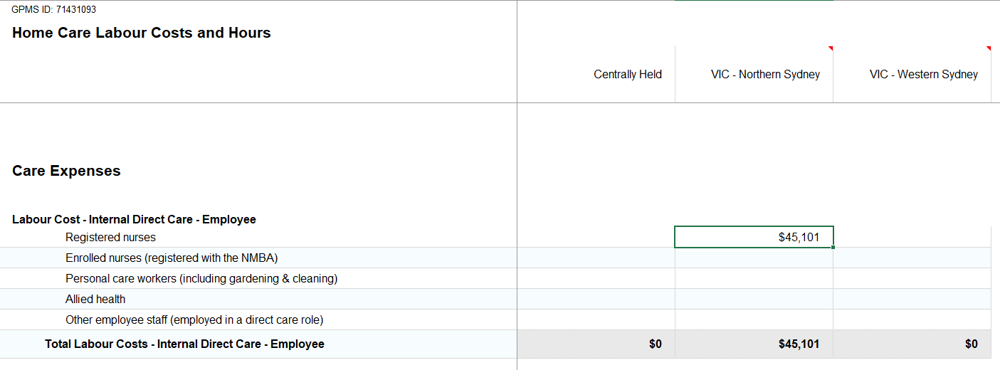 GPMS ID: 71431093
Home Care Labour Costs and Hours
Centrally Held VIC - Northern Sydney VIC - Western Sydney
Care Expenses
Labour Cost - Internal Direct Care - Employee
Registered nurses $45,101
Enrolled nurses (registered with the NMBA)
Personal care workers (including gardening & cleaning)
Allied health
Other employee staff (employed in a direct care role)
Total Labour Costs - Internal Direct Care - Employee $0 $45,101 $0